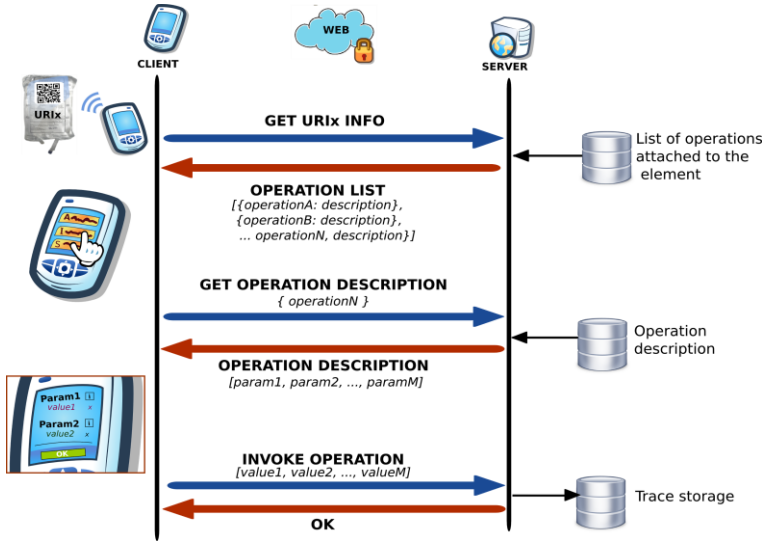 WEB
CLIENT
SERVER
URIx
GET URIx INFO
List of operations
attached to the
element
OPERATION LIST
[{operationA: description},
{operationB: description},
... operationN, description}]
A
I
S
GET OPERATION DESCRIPTION
{ operationN }
Operation
description
OPERATION DESCRIPTION
[param1, param2, ..., paramM]
Param1 i
value1 x
Param2 i
value2 x
OK
INVOKE OPERATION
[value1, value2, ..., valueM]
Trace storage
OK